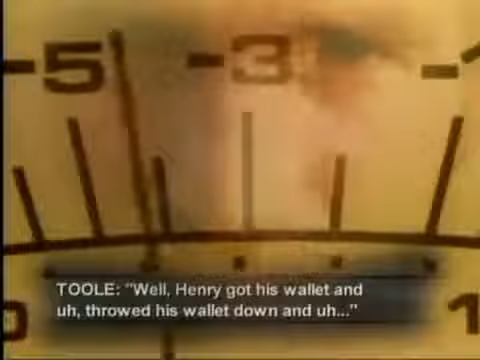 -5 -3 -1
TOOLE: "Well, Henry got his wallet and
uh, throwed his wallet down and uh..."
0 1